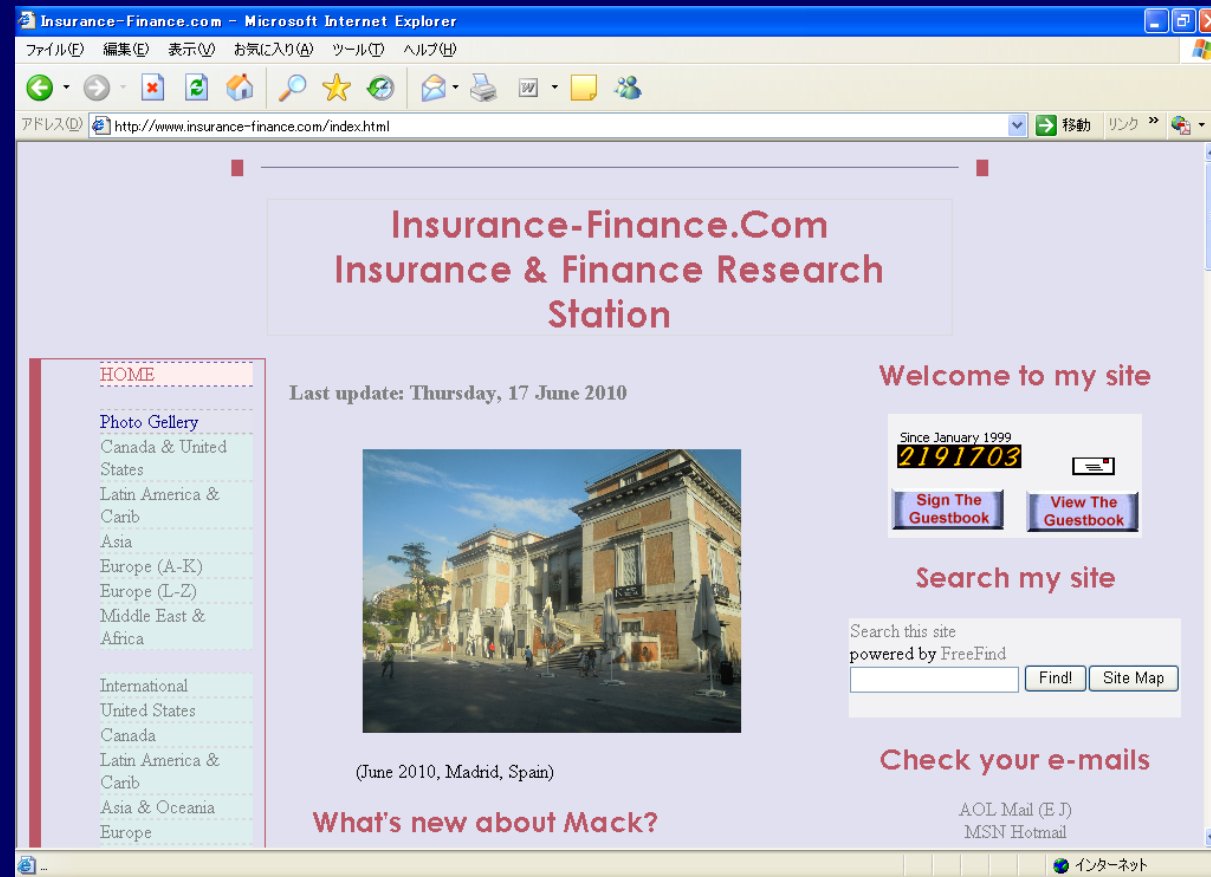 Insurance-Finance.com - Microsoft Internet Explorer
ファイル(F) 編集(E) 表示(V) お気に入り(A) ツール(T) ヘルプ(H)
アドレス(D) http://www.insurance-finance.com/index.html 移動 リンク »
Insurance-Finance.Com
Insurance & Finance Research
Station
HOME
Photo Gellery
Canada & United
States
Latin America &
Carib
Asia
Europe (A-K)
Europe (L-Z)
Middle East &
Africa
International
United States
Canada
Latin America &
Carib
Asia & Oceania
Europe
Last update: Thursday, 17 June 2010
(June 2010, Madrid, Spain)
What's new about Mack?
Welcome to my site
Since January 1999
2191703
Sign The
Guestbook
View The
Guestbook
Search my site
Search this site
powered by FreeFind
Find! Site Map
Check your e-mails
AOL Mail (E J)
MSN Hotmail
インターネット